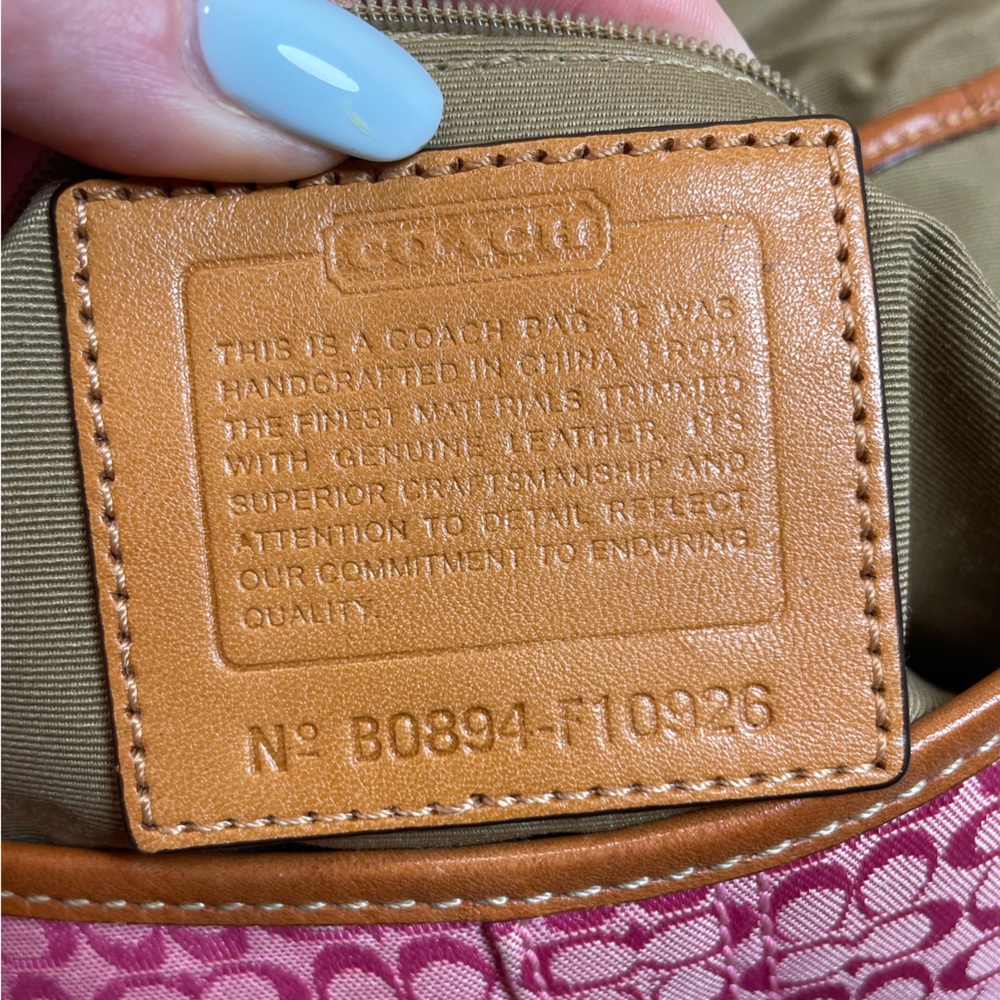 COACH
THIS IS A COACH BAG. IT WAS
HANDCRAFTED IN CHINA FROM
THE FINEST MATERIALS TRIMMED
WITH GENUINE LEATHER. ITS
SUPERIOR CRAFTSMANSHIP AND
ATTENTION TO DETAIL REFLECT
OUR COMMITMENT TO ENDURING
QUALITY.
Nº B0894-F10926